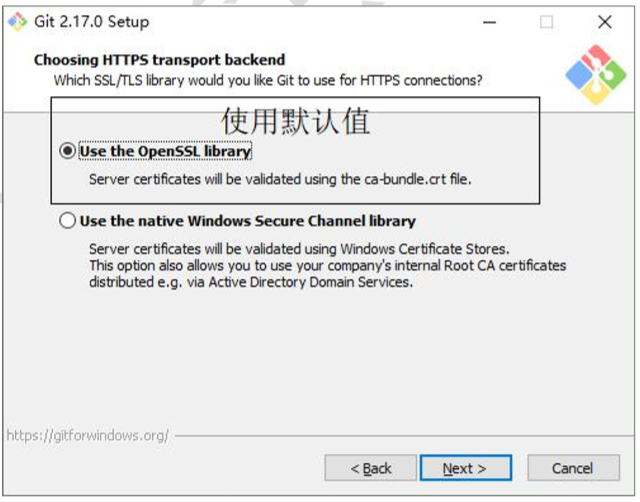 Git 2.17.0 Setup
Choosing HTTPS transport backend
Which SSL/TLS library would you like Git to use for HTTPS connections?
使用默认值
Use the OpenSSL library
Server certificates will be validated using the ca-bundle.crt file.
Use the native Windows Secure Channel library
Server certificates will be validated using Windows Certificate Stores.
This option also allows you to use your company's internal Root CA certificates
distributed e.g. via Active Directory Domain Services.
https://gitforwindows.org/
< Back Next > Cancel